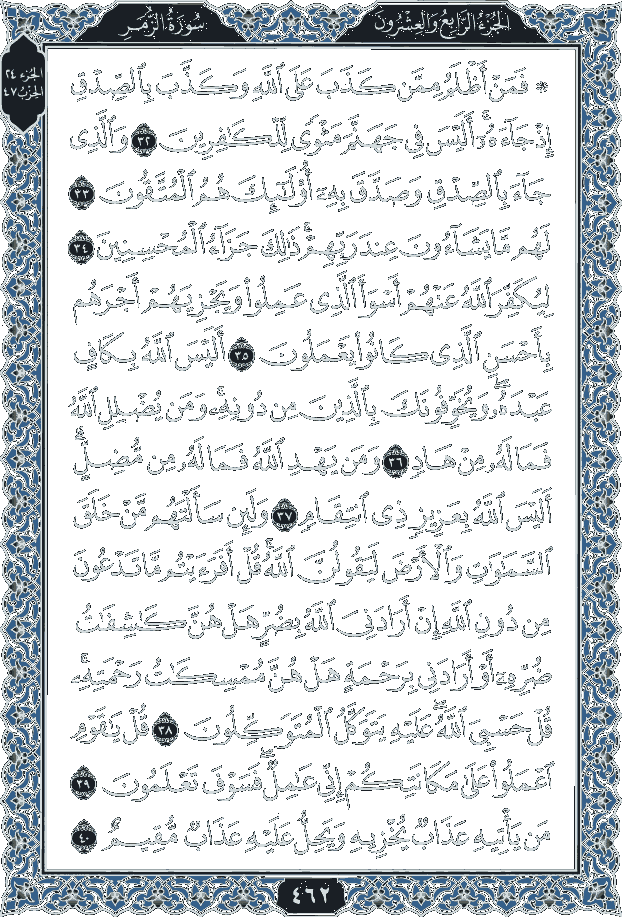 سُورَةُ الزُّمَرِ
الجُزْءُ الرَّابِعُ وَالعِشْرُونَ
الجزء ٢٤
الحزب ٤٧
* فَمَنْ أَظْلَمُ مِمَّن كَذَبَ عَلَى ٱللَّهِ وَكَذَّبَ بِٱلصِّدْقِ
إِذْ جَآءَهُۥٓ ۚ أَلَيْسَ فِى جَهَنَّمَ مَثْوًى لِّلْكَٰفِرِينَ ٣٢ وَٱلَّذِى
جَآءَ بِٱلصِّدْقِ وَصَدَّقَ بِهِۦٓ ۙ أُو۟لَٰٓئِكَ هُمُ ٱلْمُتَّقُونَ ٣٣
لَهُم مَّا يَشَآءُونَ عِندَ رَبِّهِمْ ۚ ذَٰلِكَ جَزَآءُ ٱلْمُحْسِنِينَ ٣٤
لِيُكَفِّرَ ٱللَّهُ عَنْهُمْ أَسْوَأَ ٱلَّذِى عَمِلُوا۟ وَيَجْزِيَهُمْ أَجْرَهُم
بِأَحْسَنِ ٱلَّذِى كَانُوا۟ يَعْمَلُونَ ٣٥ أَلَيْسَ ٱللَّهُ بِكَافٍ
عَبْدَهُۥ ۖ وَيُخَوِّفُونَكَ بِٱلَّذِينَ مِن دُونِهِۦ ۚ وَمَن يُضْلِلِ ٱللَّهُ
فَمَا لَهُۥ مِنْ هَادٍ ٣٦ وَمَن يَهْدِ ٱللَّهُ فَمَا لَهُۥ مِن مُّضِلٍّ ۗ
أَلَيْسَ ٱللَّهُ بِعَزِيزٍ ذِى ٱنتِقَامٍ ٣٧ وَلَئِن سَأَلْتَهُم مَّنْ خَلَقَ
ٱلسَّمَٰوَٰتِ وَٱلْأَرْضَ لَيَقُولُنَّ ٱللَّهُ ۚ قُلْ أَفَرَءَيْتُم مَّا تَدْعُونَ
مِن دُونِ ٱللَّهِ إِنْ أَرَادَنِىَ ٱللَّهُ بِضُرٍّ هَلْ هُنَّ كَٰشِفَٰتُ
ضُرِّهِۦٓ أَوْ أَرَادَنِى بِرَحْمَةٍ هَلْ هُنَّ مُمْسِكَٰتُ رَحْمَتِهِۦ ۚ
قُلْ حَسْبِىَ ٱللَّهُ ۖ عَلَيْهِ يَتَوَكَّلُ ٱلْمُتَوَكِّلُونَ ٣٨ قُلْ يَٰقَوْمِ
ٱعْمَلُوا۟ عَلَىٰ مَكَانَتِكُمْ إِنِّى عَٰمِلٌ ۖ فَسَوْفَ تَعْلَمُونَ ٣٩
مَن يَأْتِيهِ عَذَابٌ يُخْزِيهِ وَيَحِلُّ عَلَيْهِ عَذَابٌ مُّقِيمٌ ٤٠
٤٦٢